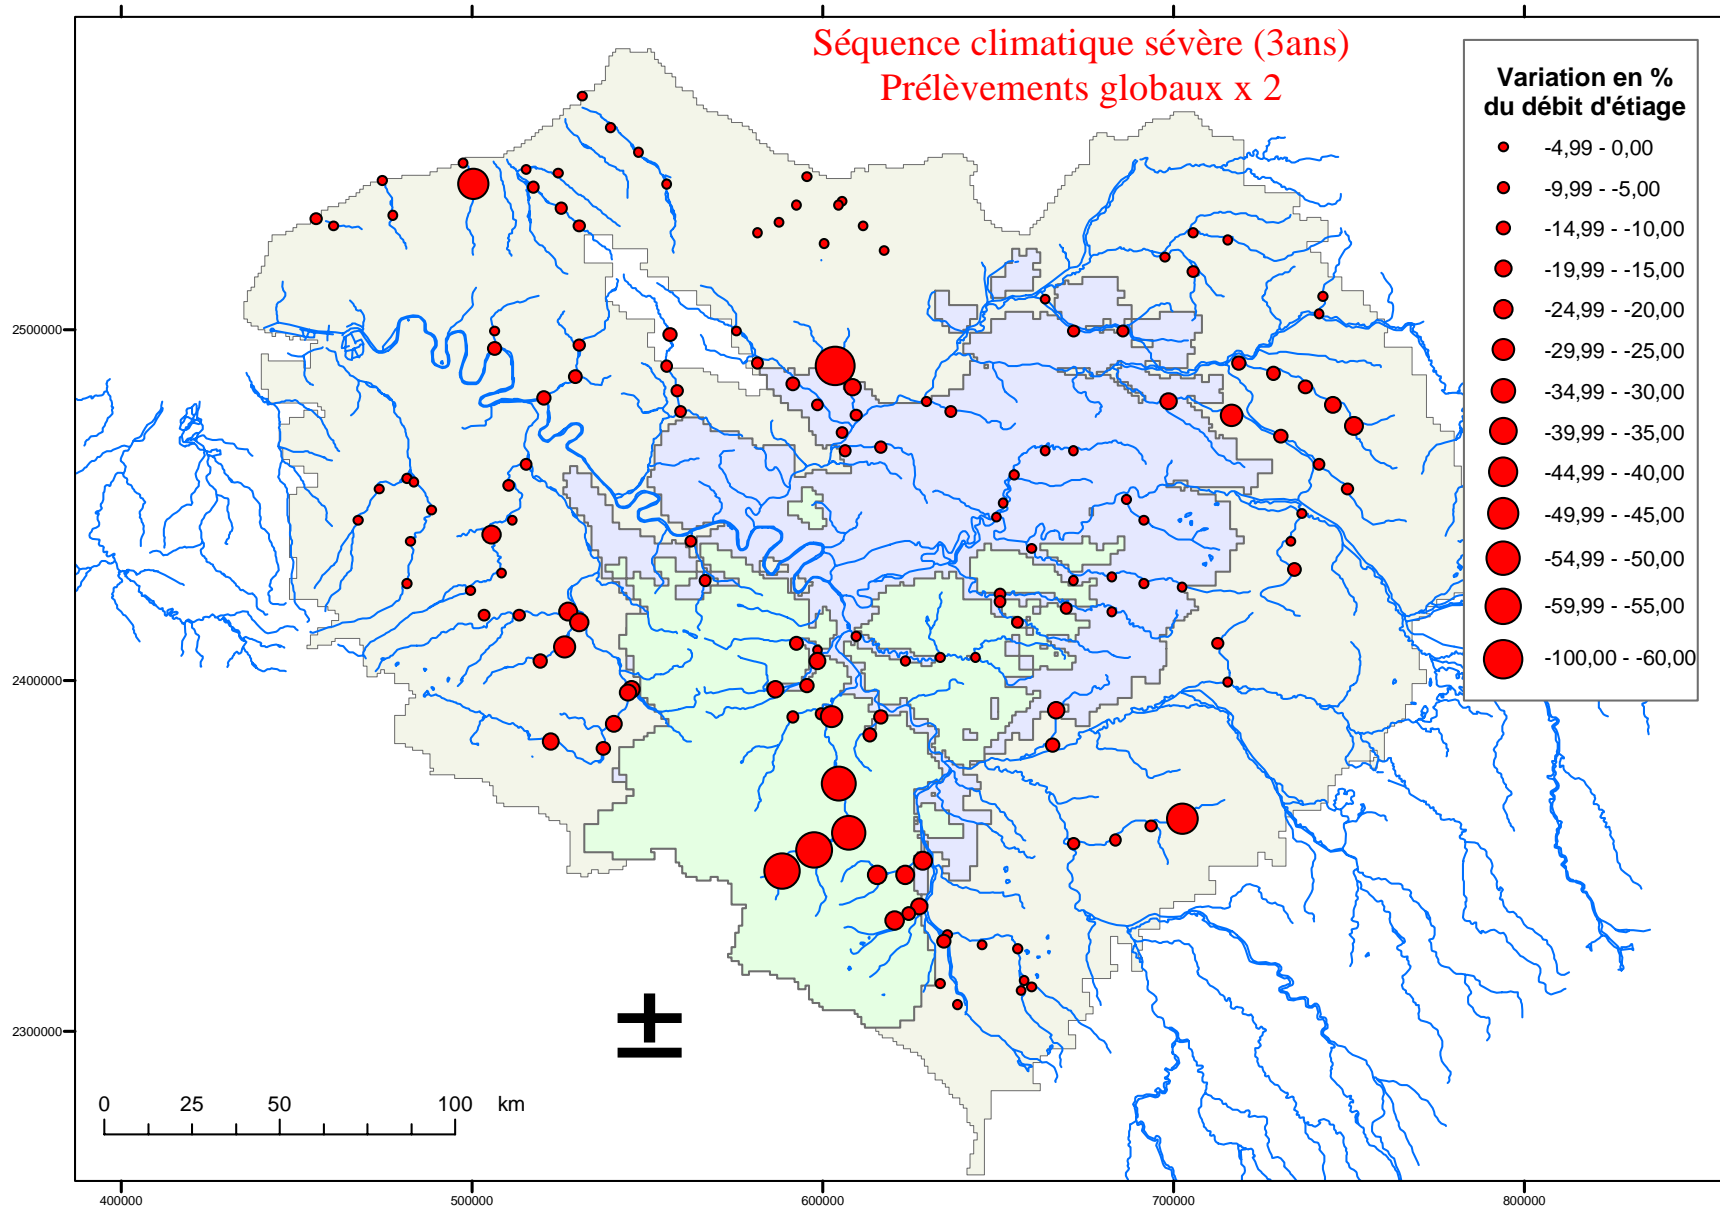 Séquence climatique sévère (3ans)
Prélèvements globaux x 2
Variation en %
du débit d'étiage
-4,99 - 0,00
-9,99 - -5,00
-14,99 - -10,00
-19,99 - -15,00
-24,99 - -20,00
-29,99 - -25,00
-34,99 - -30,00
-39,99 - -35,00
-44,99 - -40,00
-49,99 - -45,00
-54,99 - -50,00
-59,99 - -55,00
-100,00 - -60,00
2500000
2400000
2300000
0 25 50 100 km
400000 500000 600000 700000 800000